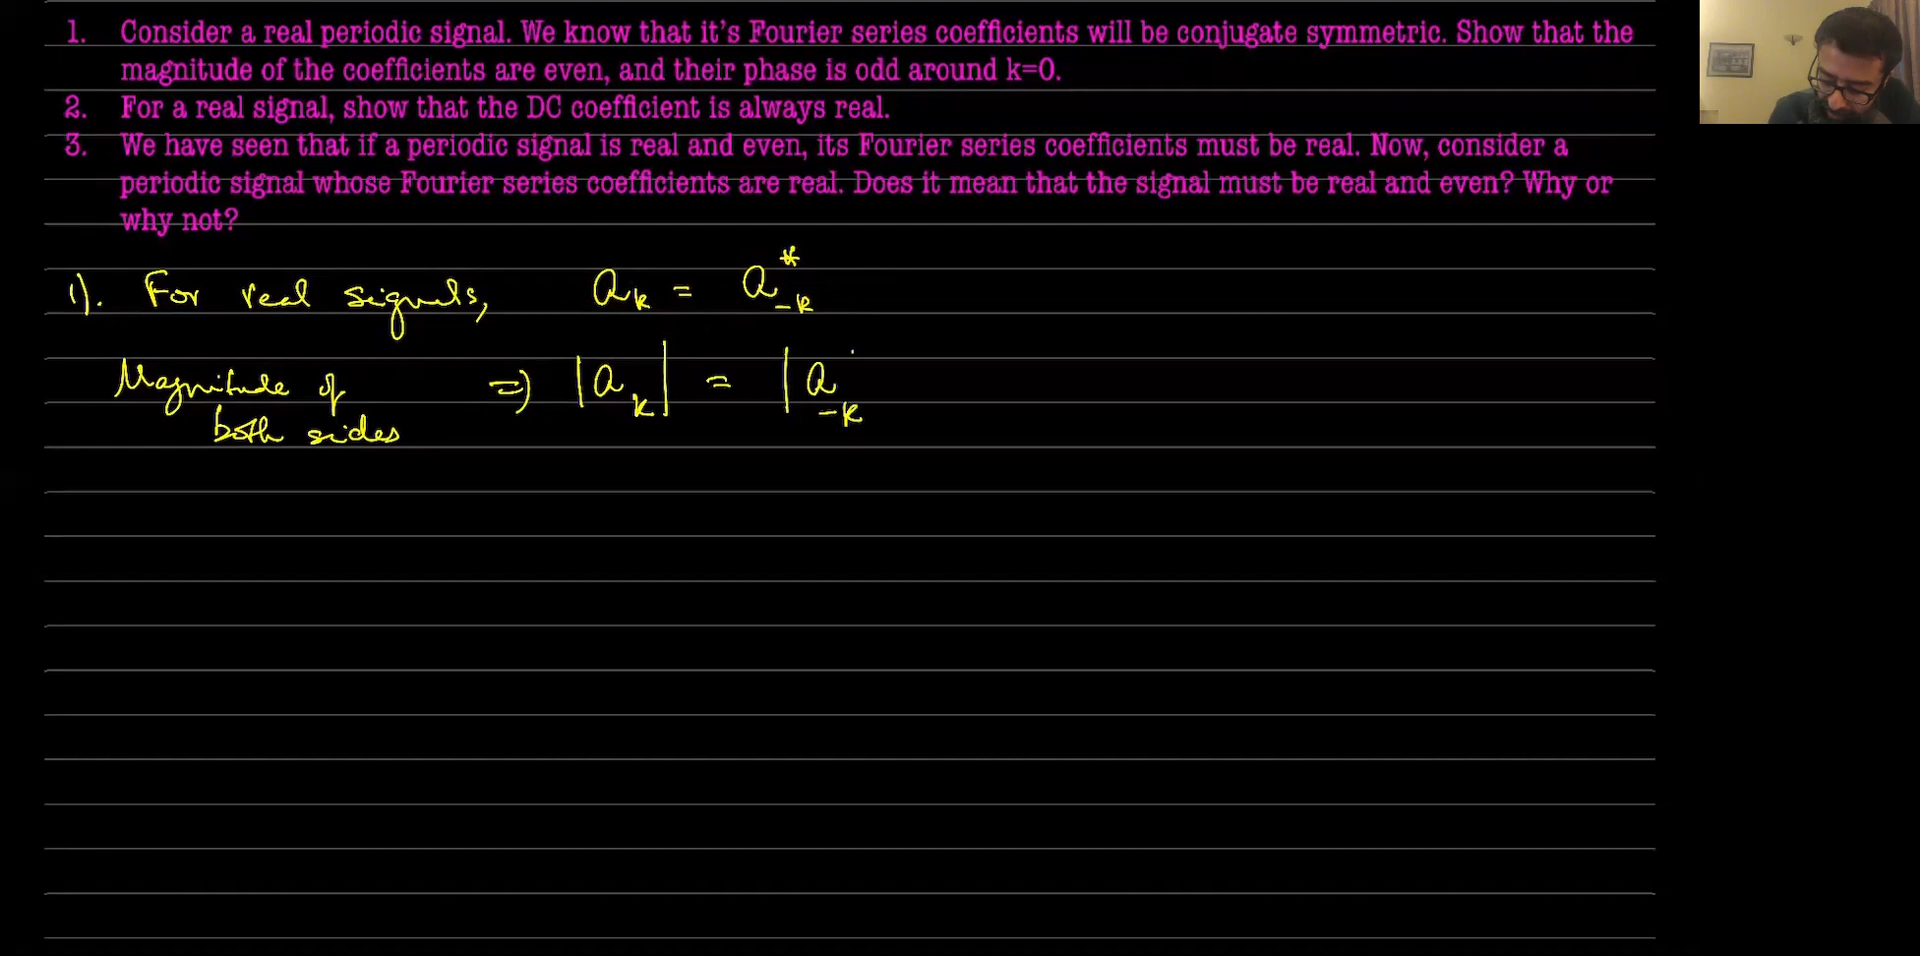 1. Consider a real periodic signal. We know that it's Fourier series coefficients will be conjugate symmetric. Show that the
magnitude of the coefficients are even, and their phase is odd around k=0.
2. For a real signal, show that the DC coefficient is always real.
3. We have seen that if a periodic signal is real and even, its Fourier series coefficients must be real. Now, consider a
periodic signal whose Fourier series coefficients are real. Does it mean that the signal must be real and even? Why or
why not?
1). For real signals, a_k = a_{-k}^*
Magnitude of ⇒ |a_k| = |a_{-k}
both sides